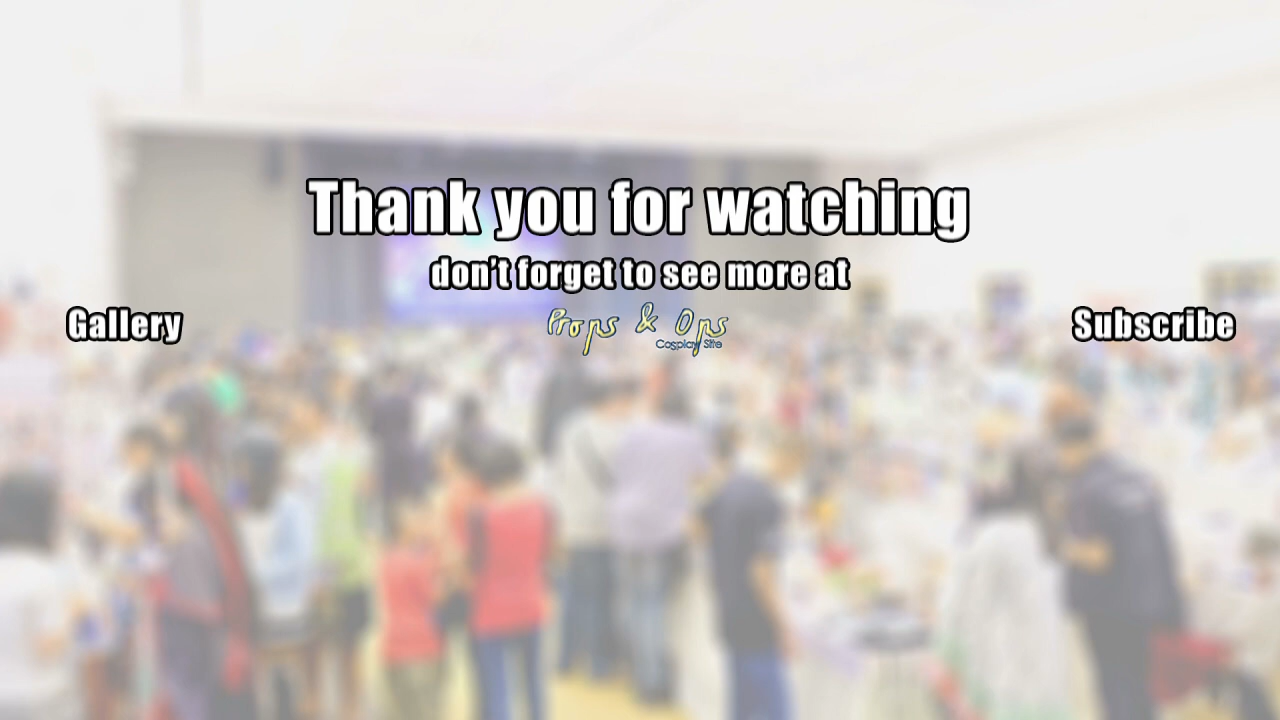 Thank you for watching
don't forget to see more at
Gallery
Props & Ops
Subscribe
Cosplay Site